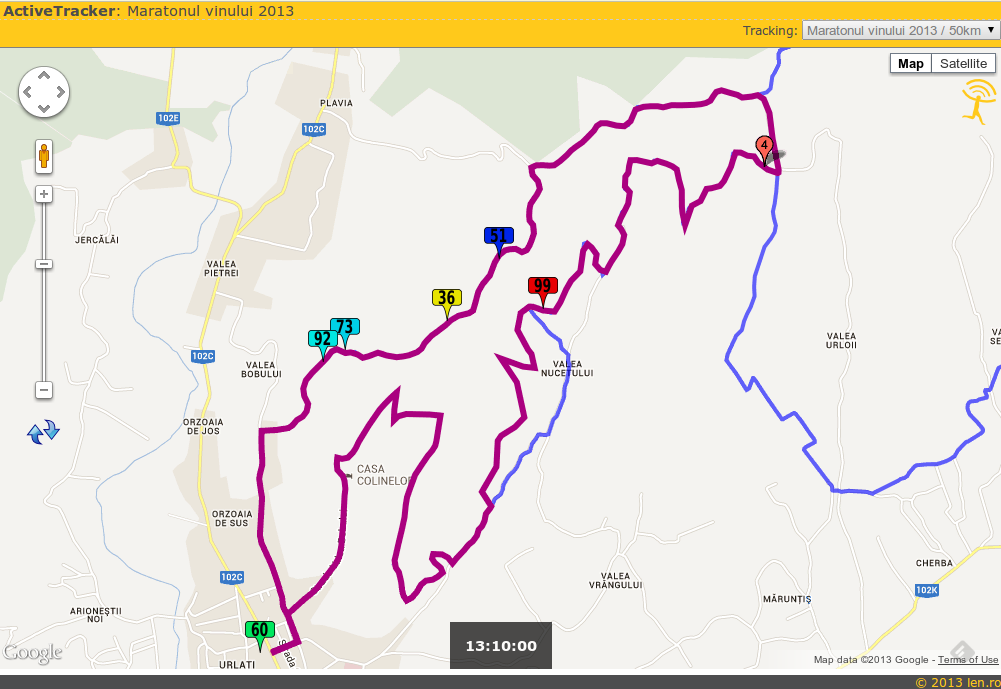 ActiveTracker: Maratonul vinului 2013
Tracking: Maratonul vinului 2013 / 50km
Map Satellite
PLAVIA
102E
102C
4
JERCĂLĂI
51
VALEA
PIETREI
99
36
73
92
102C
VALEA
BOBULUI
VALEA
NUCETULUI
VALEA
URLOII
VA
SE
ORZOAIA
DE JOS
CASA
COLINELOR
ORZOAIA
DE SUS
102C
VALEA
VRÂNGULUI
CHERBA
102K
MĂRUNȚIȘ
ARIONEȘTII
NOI
60
Strada
13:10:00
Google
URLATI
Map data ©2013 Google - Terms of Use
© 2013 len.ro